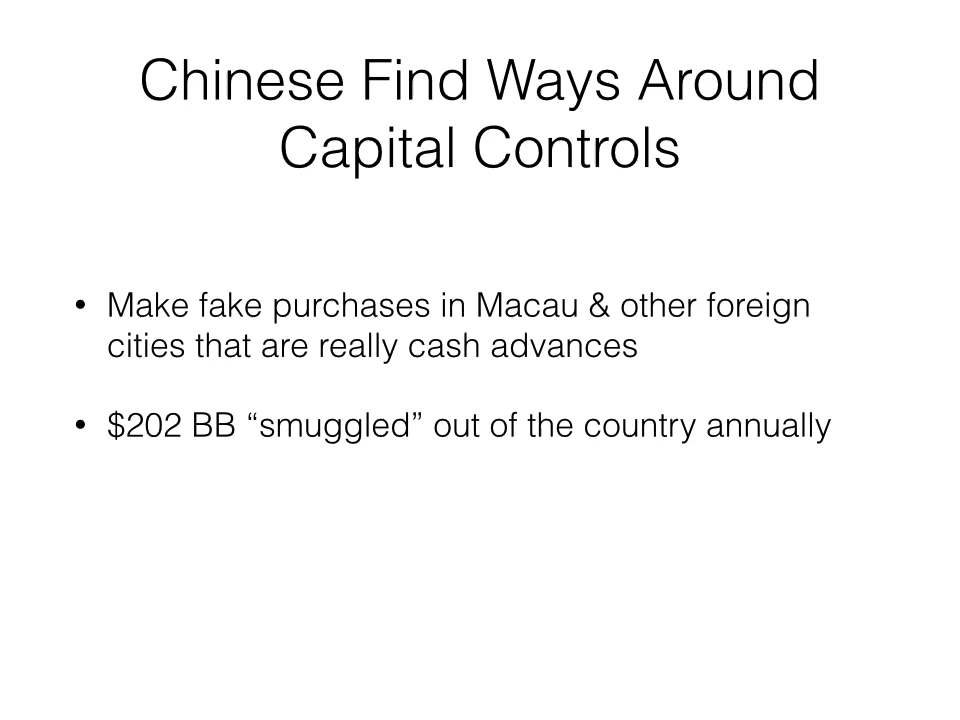 Chinese Find Ways Around
Capital Controls
• Make fake purchases in Macau & other foreign
cities that are really cash advances
• $202 BB “smuggled” out of the country annually